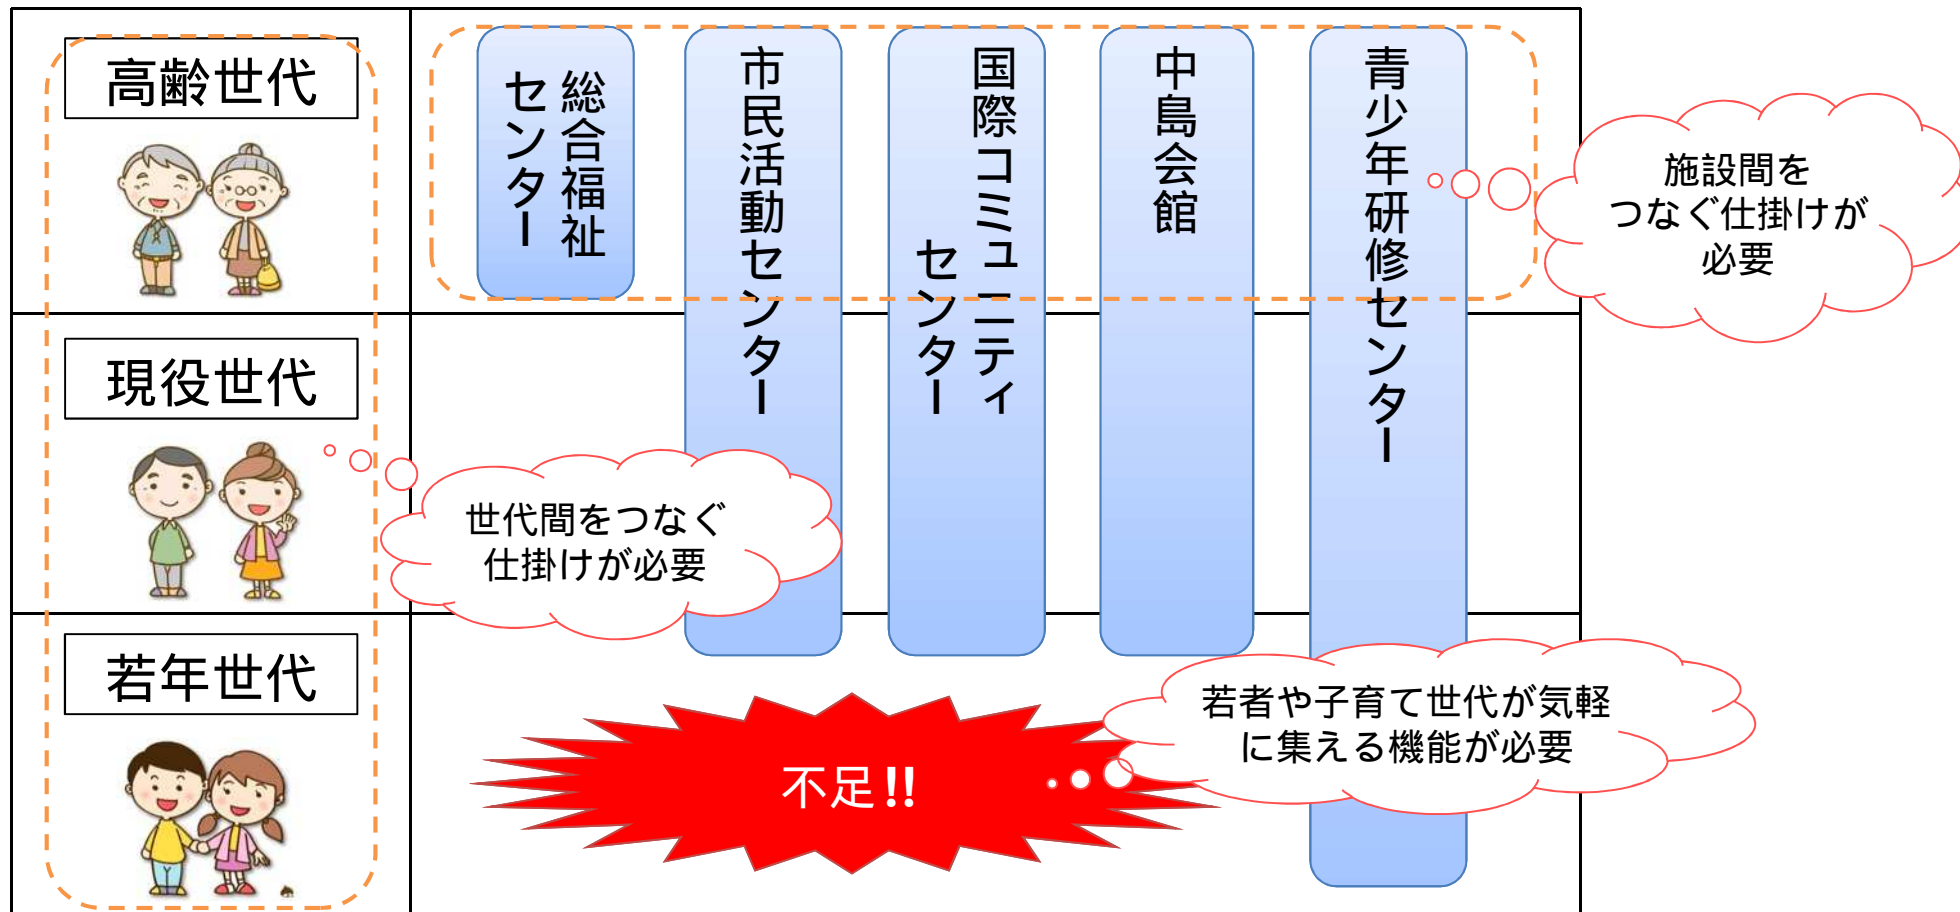 高齢世代
総合福祉
センター
市民活動センター
国際コミュニティ
センター
中島会館
青少年研修センター
施設間を
つなぐ仕掛けが
必要
現役世代
世代間をつなぐ
仕掛けが必要
若年世代
不足!!
若者や子育て世代が気軽
に集える機能が必要